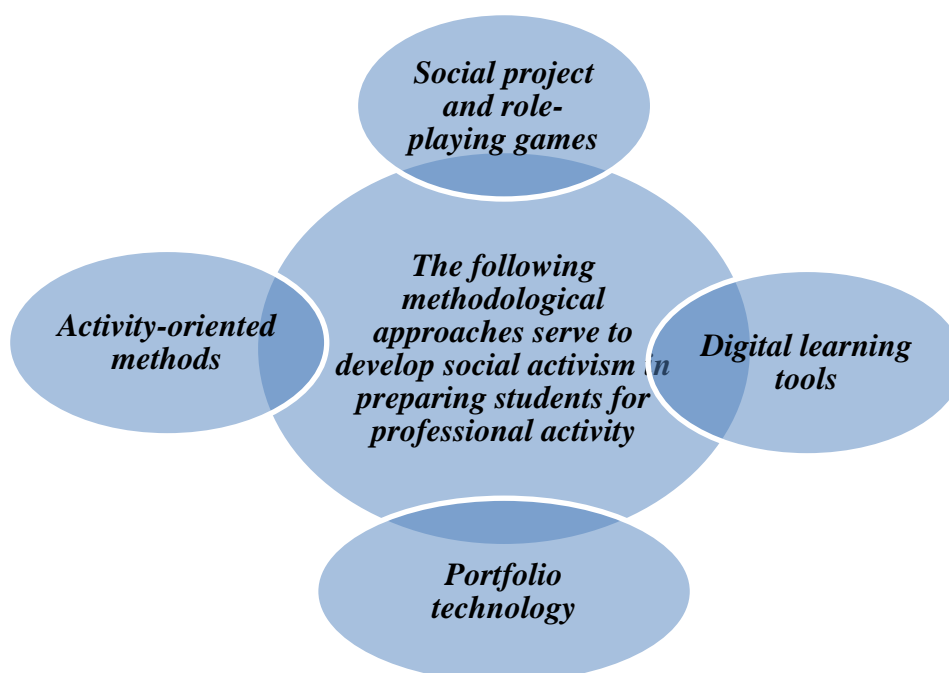 Social project
and role-
playing games
The following
methodological
approaches serve to
develop social activism in
preparing students for
professional activity
Activity-oriented
methods
Digital learning
tools
Portfolio
technology